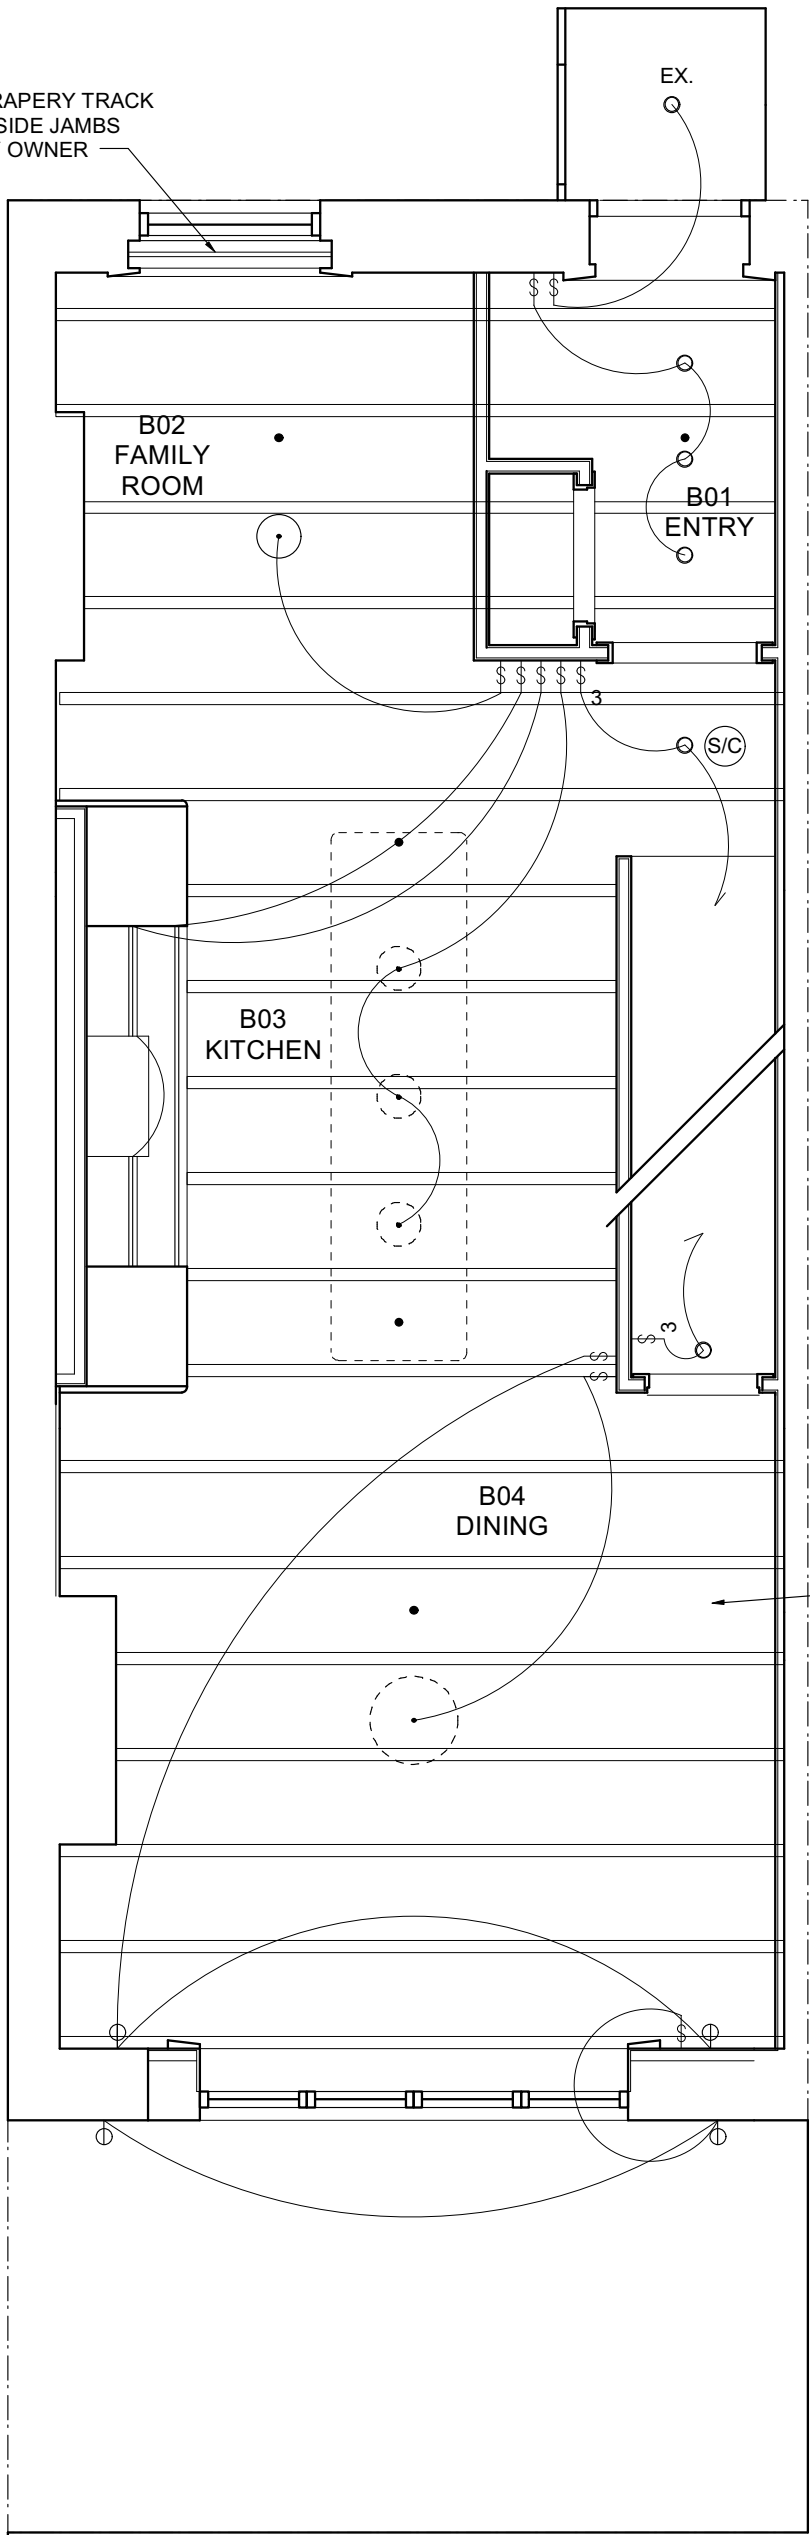 EX.
RAPERY TRACK
SIDE JAMBS
OWNER
$ $
B02
FAMILY
ROOM
B01
ENTRY
$ $ $ $ $
3
S/C
B03
KITCHEN
$ 3
$
$
B04
DINING
$